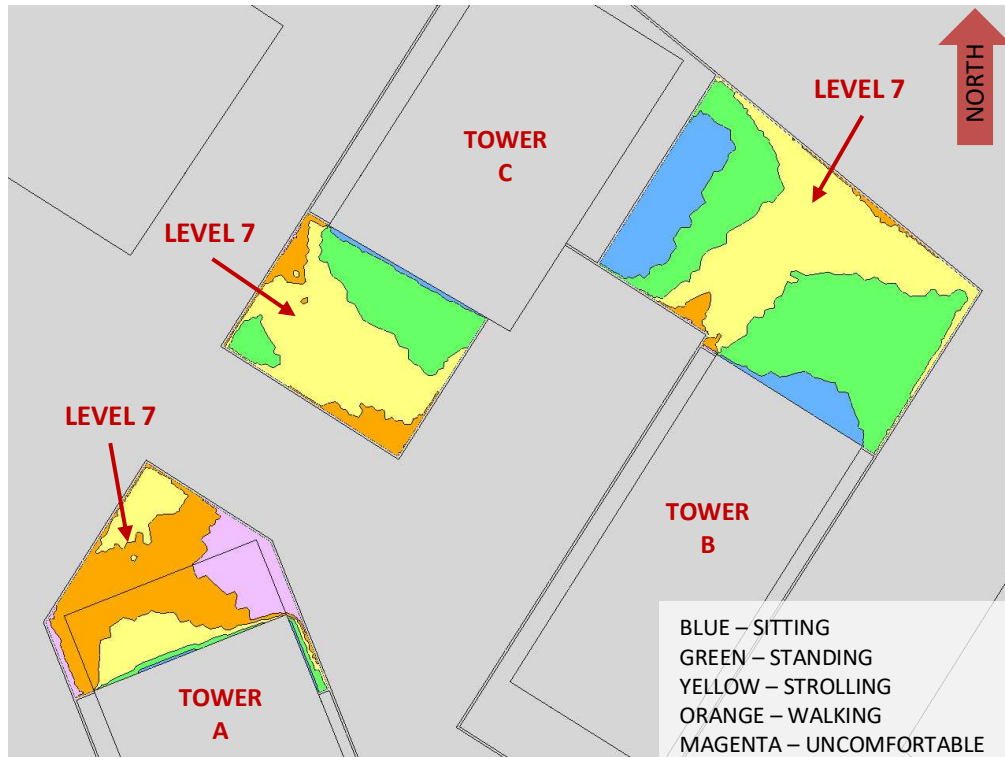 NORTH
LEVEL 7
TOWER
C
LEVEL 7
LEVEL 7
TOWER
B
TOWER
A
BLUE – SITTING
GREEN – STANDING
YELLOW – STROLLING
ORANGE – WALKING
MAGENTA – UNCOMFORTABLE